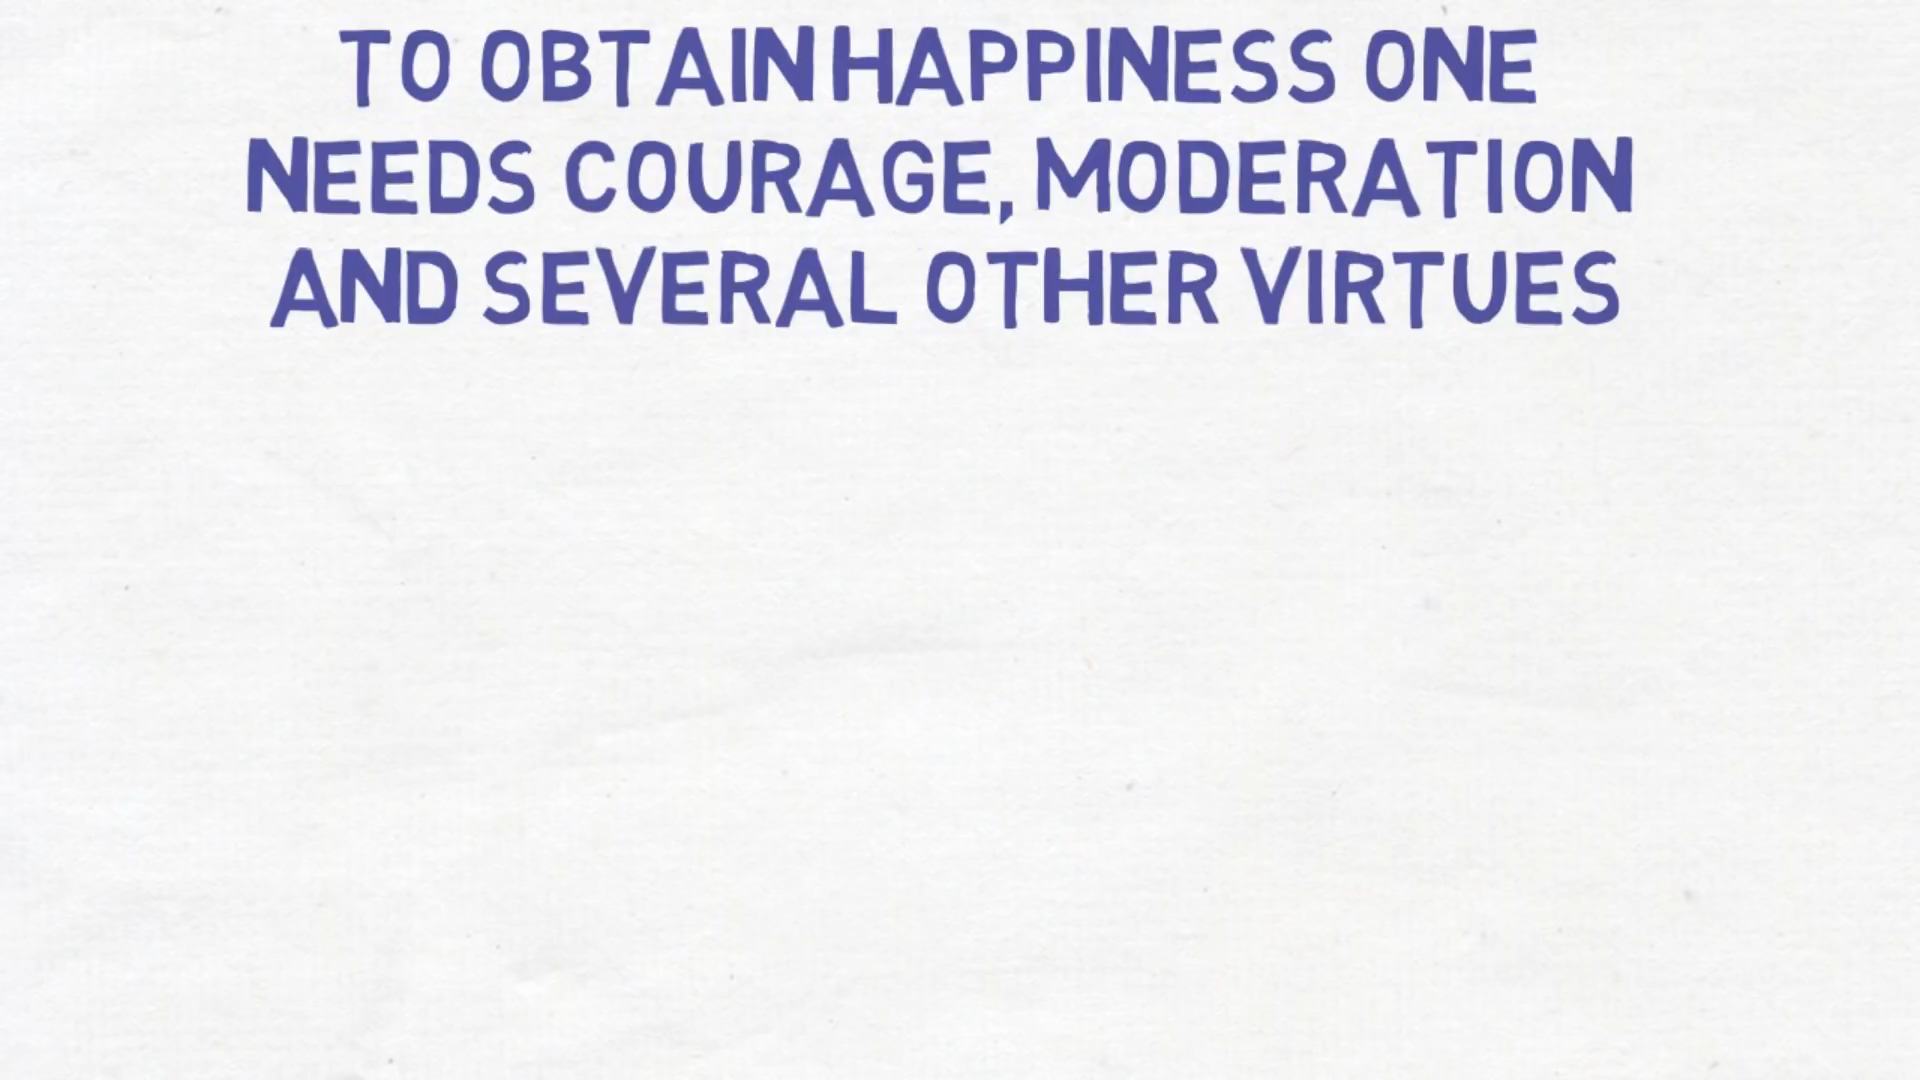 TO OBTAIN HAPPINESS ONE
NEEDS COURAGE, MODERATION
AND SEVERAL OTHER VIRTUES